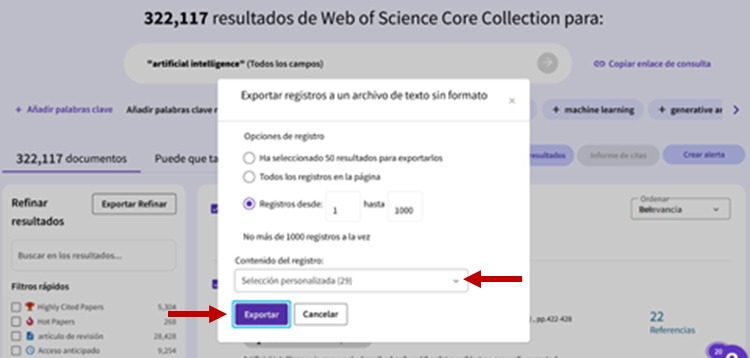 322,117 resultados de Web of Science Core Collection para:
"artificial intelligence" (Todos los campos)
Copiar enlace de consulta
Exportar registros a un archivo de texto sin formato
×
+ Añadir palabras clave
Añadir palabras clave r
+ machine learning
+ generative ar
Opciones de registro
322,117 documentos
Puede que ta
Ha seleccionado 50 resultados para exportarlos
resultados
Informe de citas
Crear alerta
Todos los registros en la página
Refinar resultados
Exportar Refinar
Registros desde: 1 hasta 1000
Ordenar
Relevancia
No más de 1000 registros a la vez
Buscar en los resultados...
Contenido del registro:
Selección personalizada (29)
Filtros rápidos
Highly Cited Papers 5,304
Hot Papers 268
artículo de revisión 28,428
Acceso anticipado 9,254
Exportar
Cancelar
, pp.422-428
22
Referencias
20